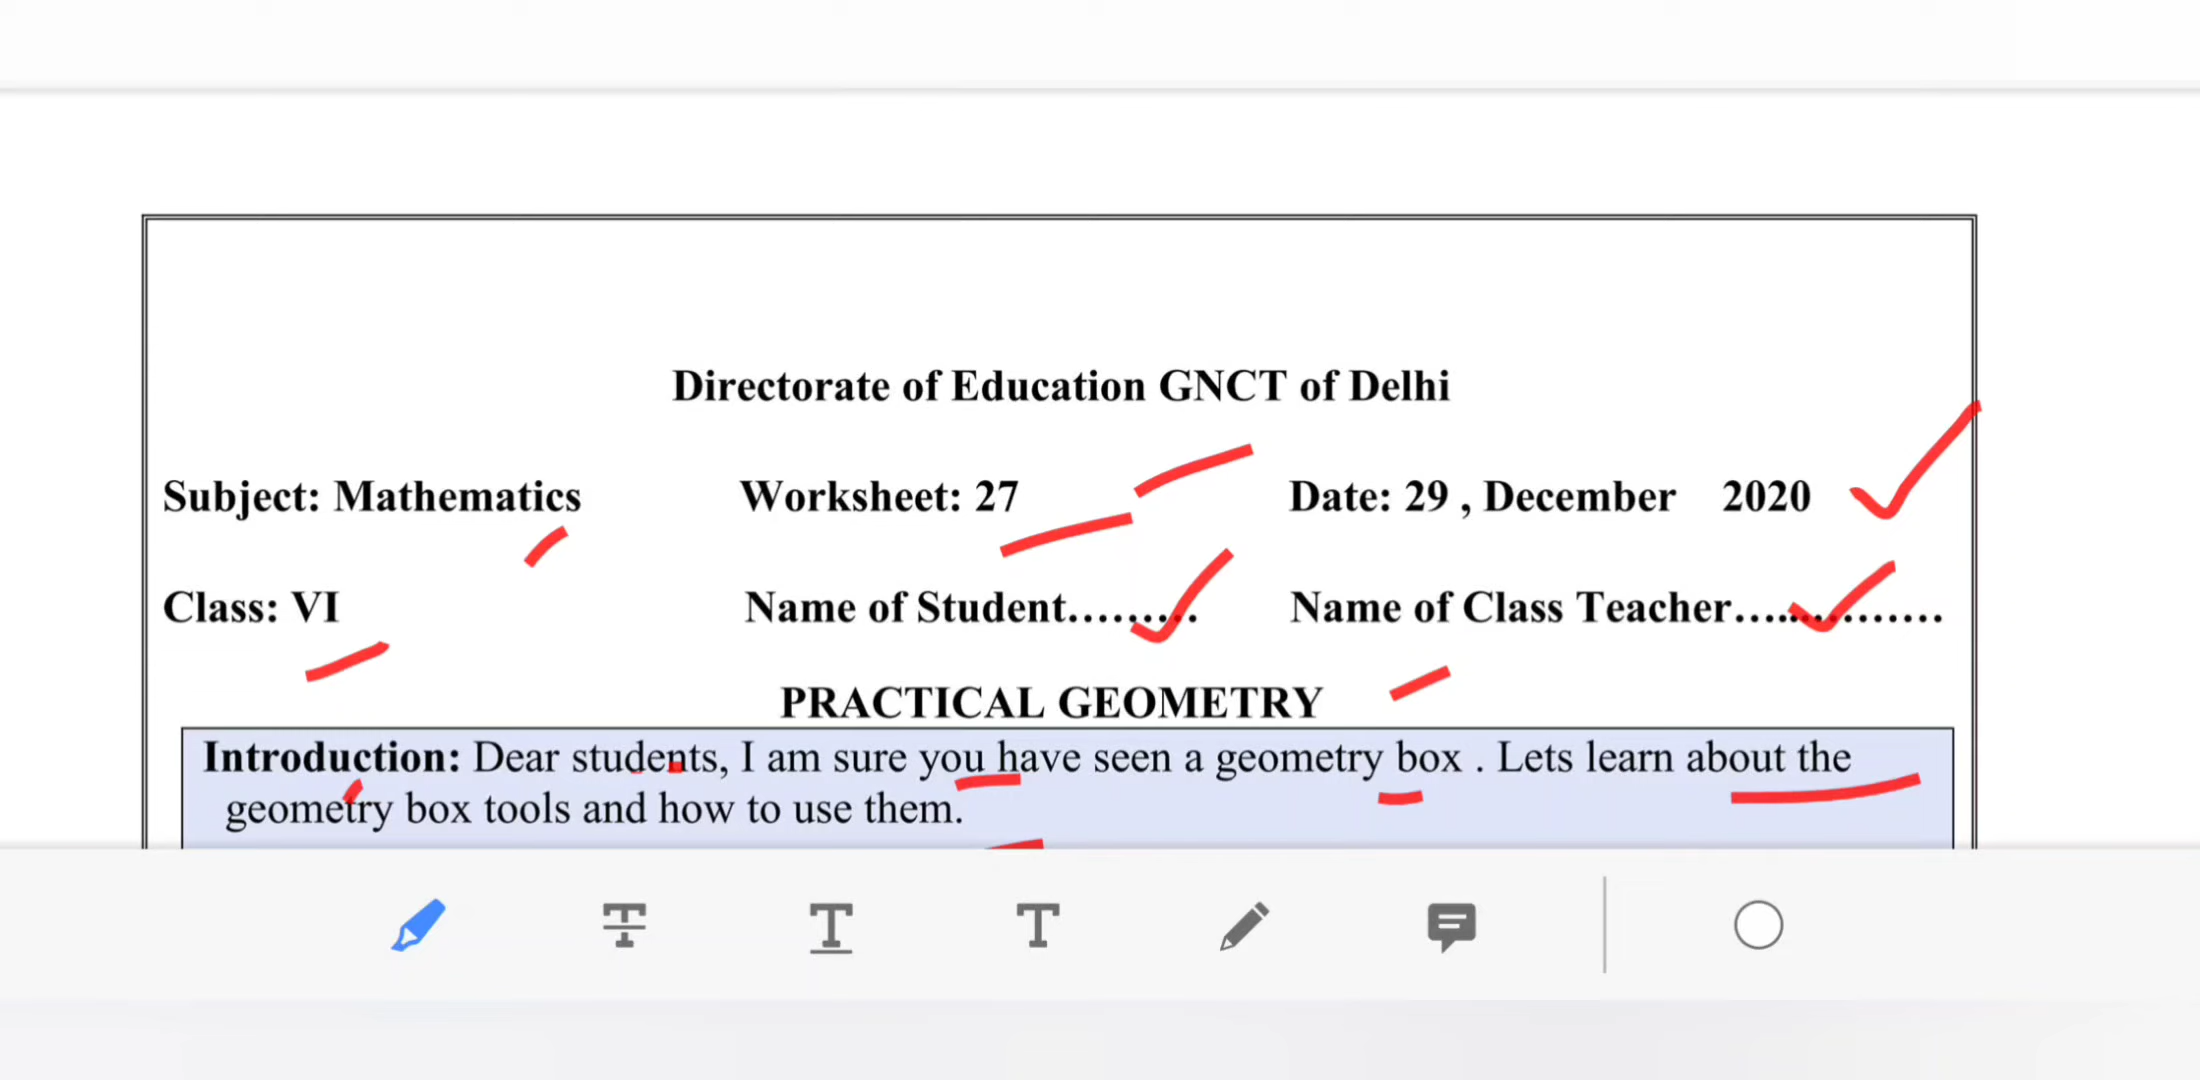 Directorate of Education GNCT of Delhi
Subject: Mathematics Worksheet: 27 Date: 29 , December 2020
Class: VI Name of Student......... Name of Class Teacher..............
PRACTICAL GEOMETRY
Introduction: Dear students, I am sure you have seen a geometry box . Lets learn about the
geometry box tools and how to use them.